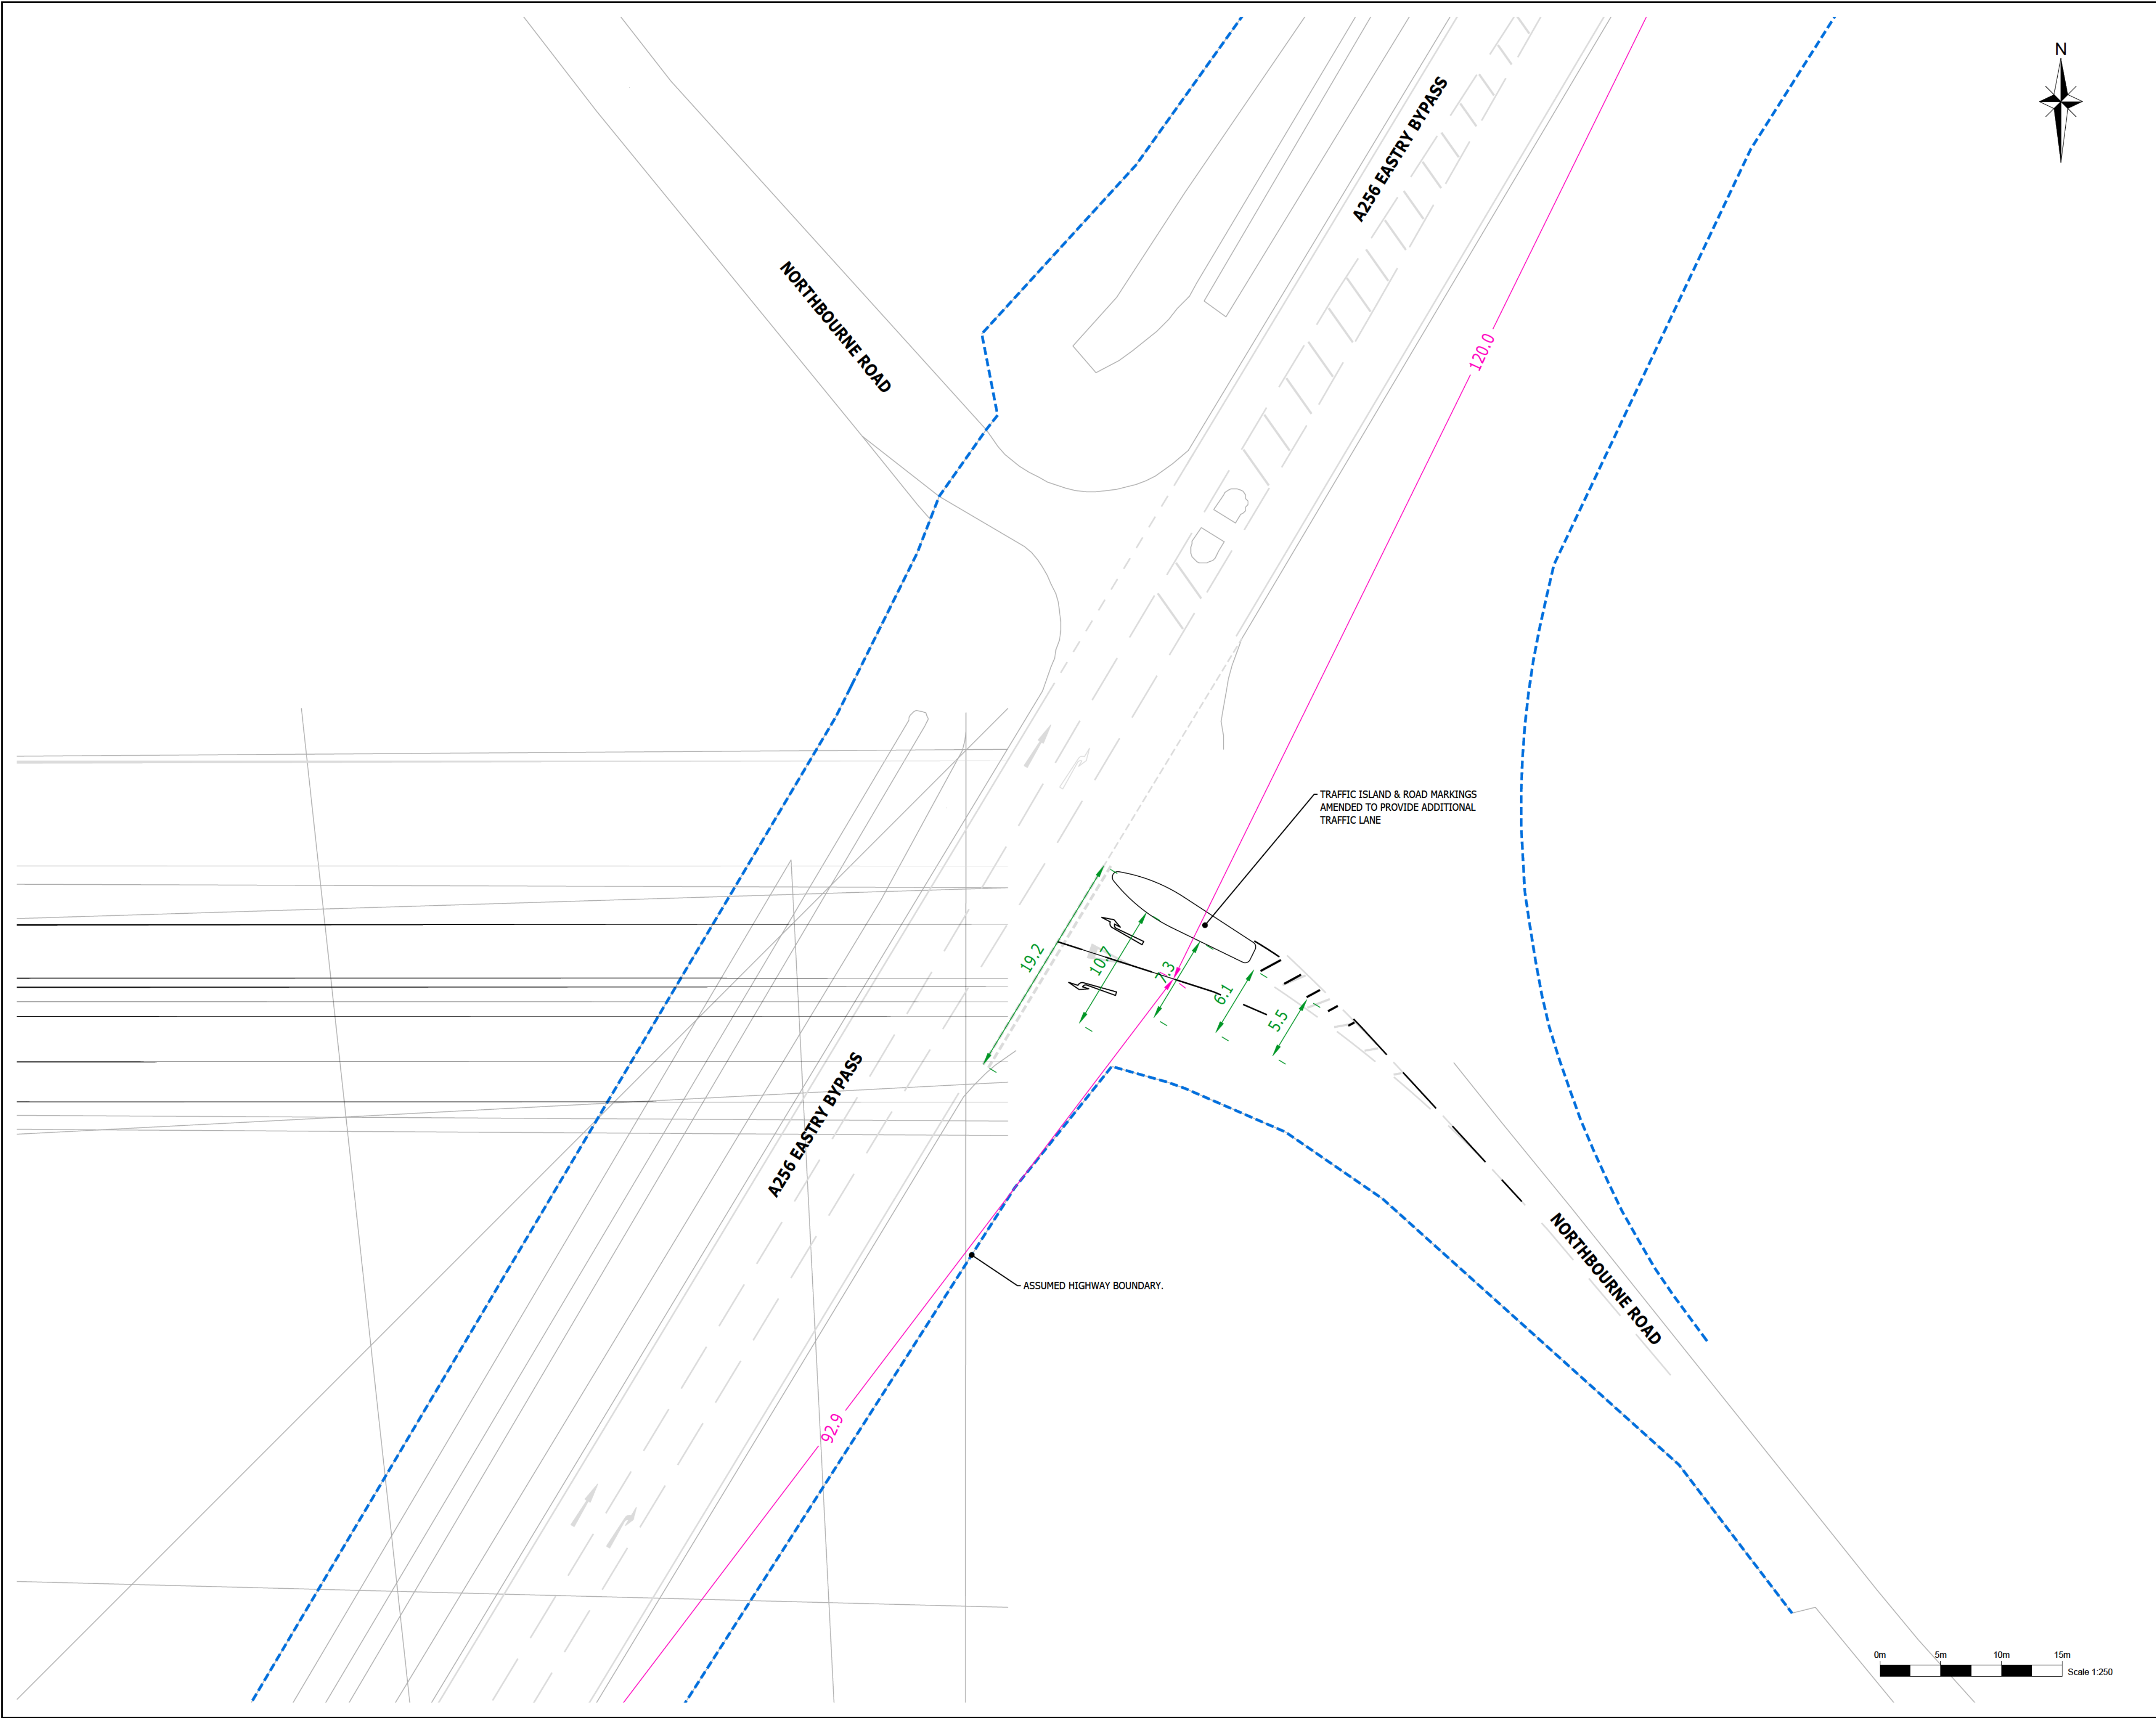 N
A256 EASTRY BYPASS
NORTHBOURNE ROAD
120.0
TRAFFIC ISLAND & ROAD MARKINGS
AMENDED TO PROVIDE ADDITIONAL
TRAFFIC LANE
19.2
10.7
7.3
6.1
5.5
A256 EASTRY BYPASS
ASSUMED HIGHWAY BOUNDARY.
NORTHBOURNE ROAD
92.9
0m 5m 10m 15m
Scale 1:250